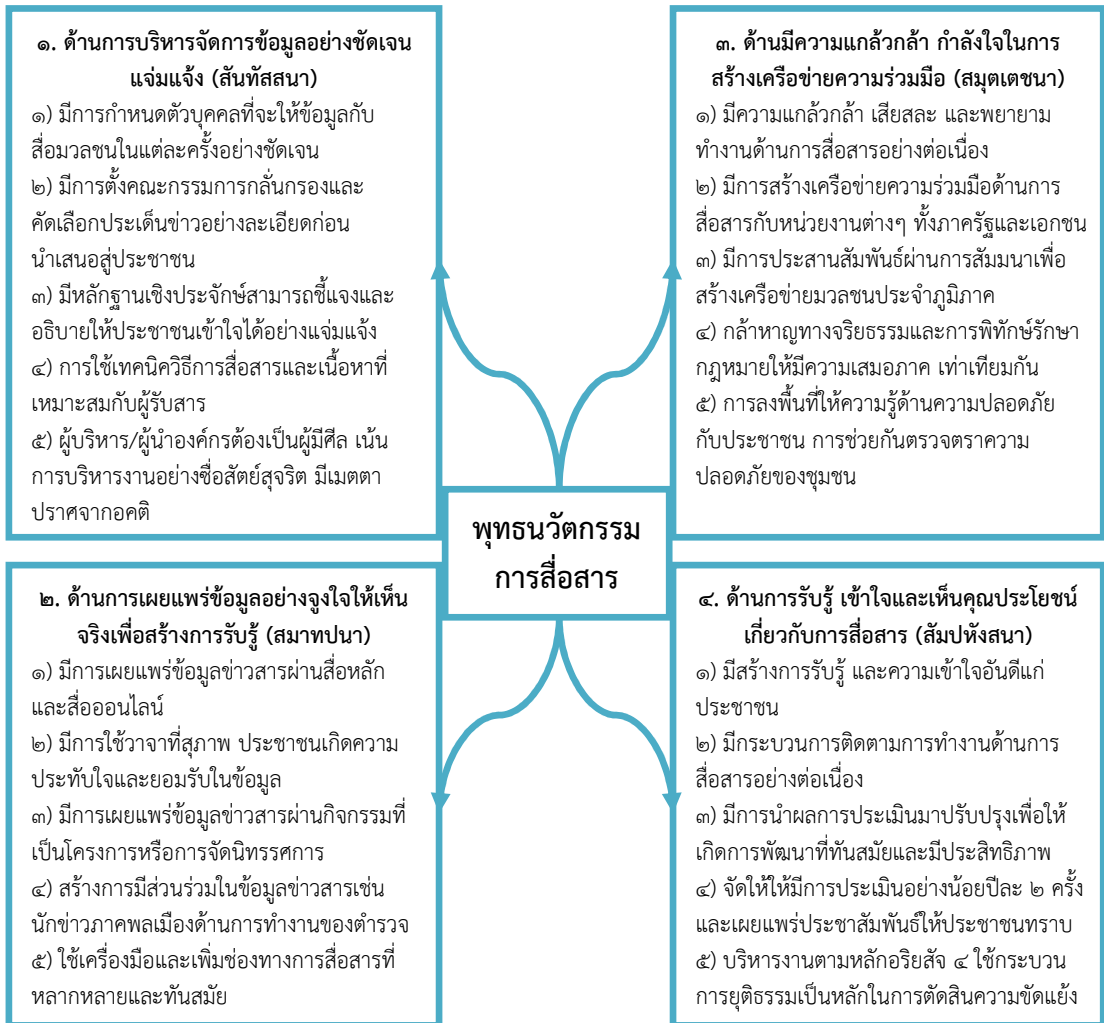 ๑. ด้านการบริหารจัดการข้อมูลอย่างชัดเจน
แจ่มแจ้ง (สันทัสสนา)
๑) มีการกำหนดตัวบุคคลที่จะให้ข้อมูลกับ
สื่อมวลชนในแต่ละครั้งอย่างชัดเจน
๒) มีการตั้งคณะกรรมการกลั่นกรองและ
คัดเลือกประเด็นข่าวอย่างละเอียดก่อน
นำเสนอสู่ประชาชน
๓) มีหลักฐานเชิงประจักษ์สามารถชี้แจงและ
อธิบายให้ประชาชนเข้าใจได้อย่างแจ่มแจ้ง
๔) การใช้เทคนิควิธีการสื่อสารและเนื้อหาที่
เหมาะสมกับผู้รับสาร
๕) ผู้บริหาร/ผู้นำองค์กรต้องเป็นผู้มีศีล เน้น
การบริหารงานอย่างซื่อสัตย์สุจริต มีเมตตา
ปราศจากอคติ
๒. ด้านการเผยแพร่ข้อมูลอย่างจูงใจให้เห็น
จริงเพื่อสร้างการรับรู้ (สมาทปนา)
๑) มีการเผยแพร่ข้อมูลข่าวสารผ่านสื่อหลัก
และสื่อออนไลน์
๒) มีการใช้วาจาที่สุภาพ ประชาชนเกิดความ
ประทับใจและยอมรับในข้อมูล
๓) มีการเผยแพร่ข้อมูลข่าวสารผ่านกิจกรรมที่
เป็นโครงการหรือการจัดนิทรรศการ
๔) สร้างการมีส่วนร่วมในข้อมูลข่าวสารเช่น
นักข่าวภาคพลเมืองด้านการทำงานของตำรวจ
๕) ใช้เครื่องมือและเพิ่มช่องทางการสื่อสารที่
หลากหลายและทันสมัย
พุทธนวัตกรรม
การสื่อสาร
๓. ด้านมีความแกล้วกล้า กำลังใจในการ
สร้างเครือข่ายความร่วมมือ (สมุตเตชนา)
๑) มีความแกล้วกล้า เสียสละ และพยายาม
ทำงานด้านการสื่อสารอย่างต่อเนื่อง
๒) มีการสร้างเครือข่ายความร่วมมือด้านการ
สื่อสารกับหน่วยงานต่างๆ ทั้งภาครัฐและเอกชน
๓) มีการประสานสัมพันธ์ผ่านการสัมมนาเพื่อ
สร้างเครือข่ายมวลชนประจำภูมิภาค
๔) กล้าหาญทางจริยธรรมและการพิทักษ์รักษา
กฎหมายให้มีความเสมอภาค เท่าเทียมกัน
๕) การลงพื้นที่ให้ความรู้ด้านความปลอดภัย
กับประชาชน การช่วยกันตรวจตราความ
ปลอดภัยของชุมชน
๔. ด้านการรับรู้ เข้าใจและเห็นคุณประโยชน์
เกี่ยวกับการสื่อสาร (สัมปหังสนา)
๑) มีสร้างการรับรู้ และความเข้าใจอันดีแก่
ประชาชน
๒) มีกระบวนการติดตามการทำงานด้านการ
สื่อสารอย่างต่อเนื่อง
๓) มีการนำผลการประเมินมาปรับปรุงเพื่อให้
เกิดการพัฒนาที่ทันสมัยและมีประสิทธิภาพ
๔) จัดให้ให้มีการประเมินอย่างน้อยปีละ ๒ ครั้ง
และเผยแพร่ประชาสัมพันธ์ให้ประชาชนทราบ
๕) บริหารงานตามหลักอริยสัจ ๔ ใช้กระบวน
การยุติธรรมเป็นหลักในการตัดสินความขัดแย้ง